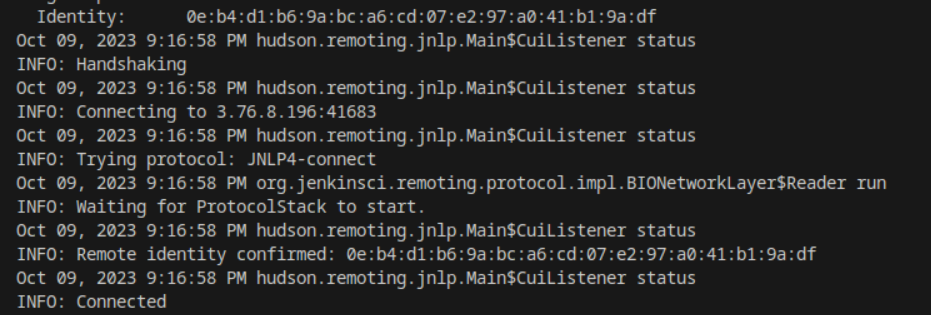 Identity: 0e:b4:d1:b6:9a:bc:a6:cd:07:e2:97:a0:41:b1:9a:df
Oct 09, 2023 9:16:58 PM hudson.remoting.jnlp.Main$CuiListener status
INFO: Handshaking
Oct 09, 2023 9:16:58 PM hudson.remoting.jnlp.Main$CuiListener status
INFO: Connecting to 3.76.8.196:41683
Oct 09, 2023 9:16:58 PM hudson.remoting.jnlp.Main$CuiListener status
INFO: Trying protocol: JNLP4-connect
Oct 09, 2023 9:16:58 PM org.jenkinsci.remoting.protocol.impl.BIONetworkLayer$Reader run
INFO: Waiting for ProtocolStack to start.
Oct 09, 2023 9:16:58 PM hudson.remoting.jnlp.Main$CuiListener status
INFO: Remote identity confirmed: 0e:b4:d1:b6:9a:bc:a6:cd:07:e2:97:a0:41:b1:9a:df
Oct 09, 2023 9:16:58 PM hudson.remoting.jnlp.Main$CuiListener status
INFO: Connected